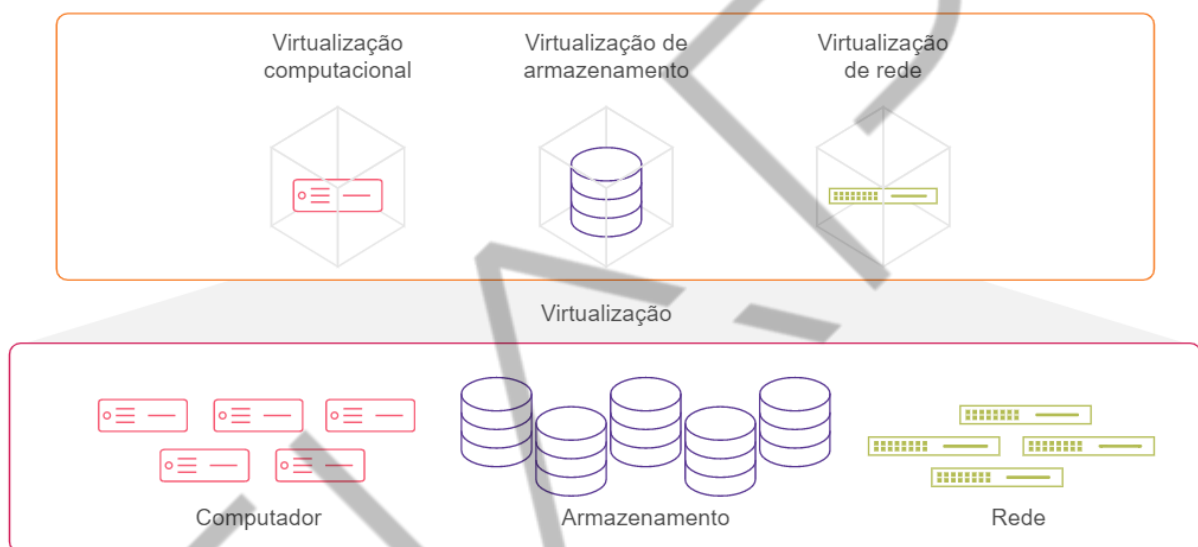 Virtualização
computacional
Virtualização de
armazenamento
Virtualização
de rede
Virtualização
Computador
Armazenamento
Rede